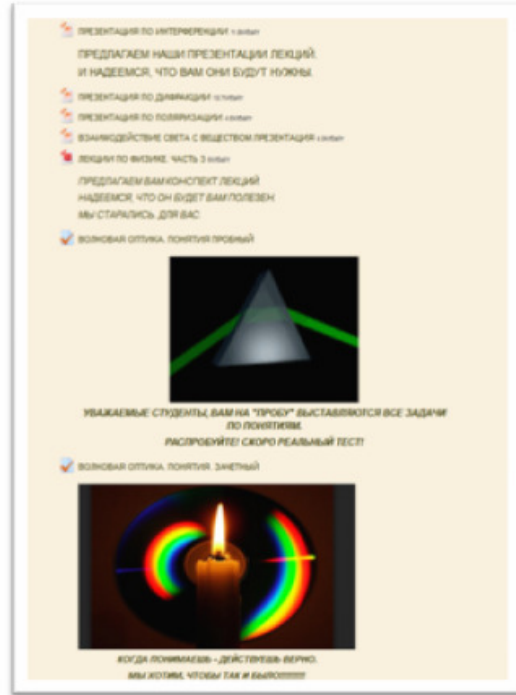 ПРЕЗЕНТАЦИЯ ПО ИНТЕРФЕРЕНЦИИ
ПРЕДЛАГАЕМ НАШИ ПРЕЗЕНТАЦИИ ЛЕКЦИЙ.
И НАДЕЕМСЯ, ЧТО ВАМ ОНИ БУДУТ НУЖНЫ.
ПРЕЗЕНТАЦИЯ ПО ДИФРАКЦИИ
ПРЕЗЕНТАЦИЯ ПО ПОЛЯРИЗАЦИИ
ВЗАИМОДЕЙСТВИЕ СВЕТА С ВЕЩЕСТВОМ.ПРЕЗЕНТАЦИЯ
ЛЕКЦИИ ПО ФИЗИКЕ. ЧАСТЬ 3
ПРЕДЛАГАЕМ ВАМ КОНСПЕКТ ЛЕКЦИЙ.
НАДЕЕМСЯ, ЧТО ОН БУДЕТ ВАМ ПОЛЕЗЕН.
МЫ СТАРАЛИСЬ ДЛЯ ВАС.
ВОЛНОВАЯ ОПТИКА. ПОНЯТИЯ ПРОБНЫЙ
УВАЖАЕМЫЕ СТУДЕНТЫ, ВАМ НА "ПРОБУ" ВЫСТАВЛЯЮТСЯ ВСЕ ЗАДАЧИ
ПО ПОНЯТИЯМ.
РАСПРОБУЙТЕ! СКОРО РЕАЛЬНЫЙ ТЕСТ!
ВОЛНОВАЯ ОПТИКА. ПОНЯТИЯ. ЗАЧЕТНЫЙ
КОГДА ПОНИМАЕШЬ - ДЕЙСТВУЕШЬ ВЕРНО.
МЫ ХОТИМ, ЧТОБЫ ТАК И БЫЛО!!!!!!!!!